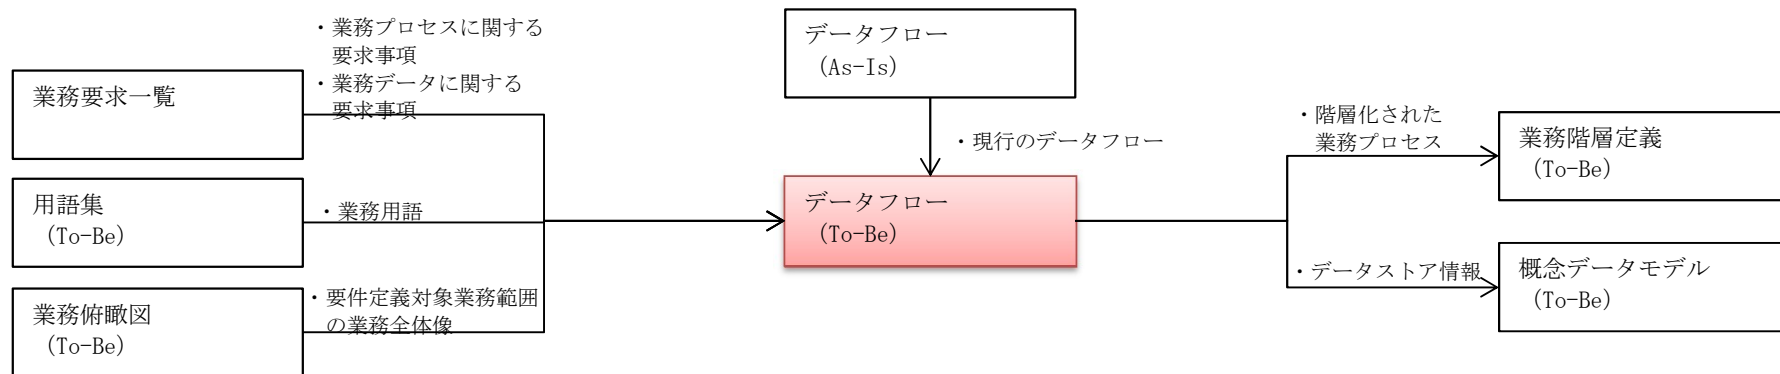 業務要求一覧
・業務プロセスに関する
要求事項
・業務データに関する
要求事項
用語集
（To-Be）
・業務用語
業務俯瞰図
（To-Be）
・要件定義対象業務範囲
の業務全体像
データフロー
（As-Is）
・現行のデータフロー
データフロー
（To-Be）
・階層化された
業務プロセス
業務階層定義
（To-Be）
・データストア情報
概念データモデル
（To-Be）